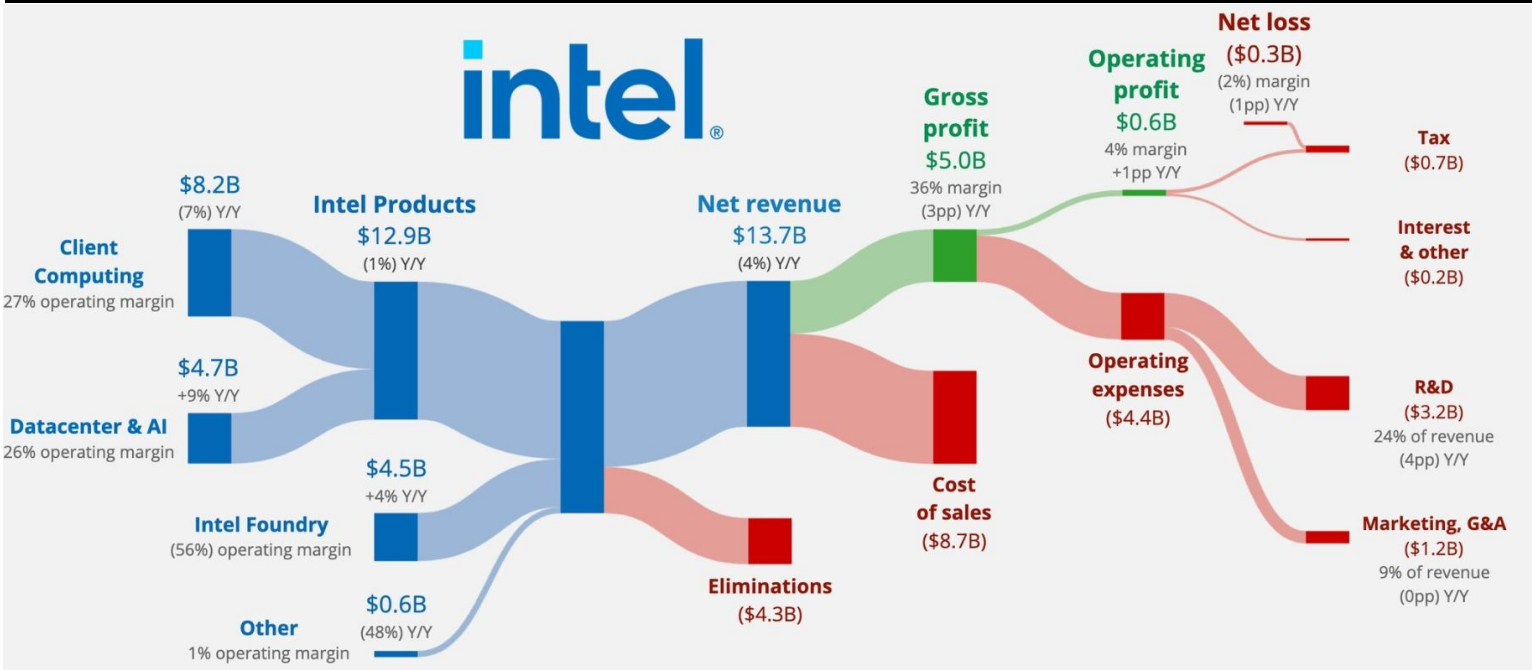 intel®
$8.2B
(7%) Y/Y
Client
Computing
27% operating margin
$4.7B
+9% Y/Y
Datacenter & AI
26% operating margin
Intel Products
$12.9B
(1%) Y/Y
$4.5B
+4% Y/Y
Intel Foundry
(56%) operating margin
$0.6B
(48%) Y/Y
Other
1% operating margin
Net revenue
$13.7B
(4%) Y/Y
Eliminations
($4.3B)
Gross
profit
$5.0B
36% margin
(3pp) Y/Y
Cost
of sales
($8.7B)
Operating
profit
$0.6B
4% margin
+1pp Y/Y
Operating
expenses
($4.4B)
Net loss
($0.3B)
(2%) margin
(1pp) Y/Y
Tax
($0.7B)
Interest
& other
($0.2B)
R&D
($3.2B)
24% of revenue
(4pp) Y/Y
Marketing, G&A
($1.2B)
9% of revenue
(0pp) Y/Y